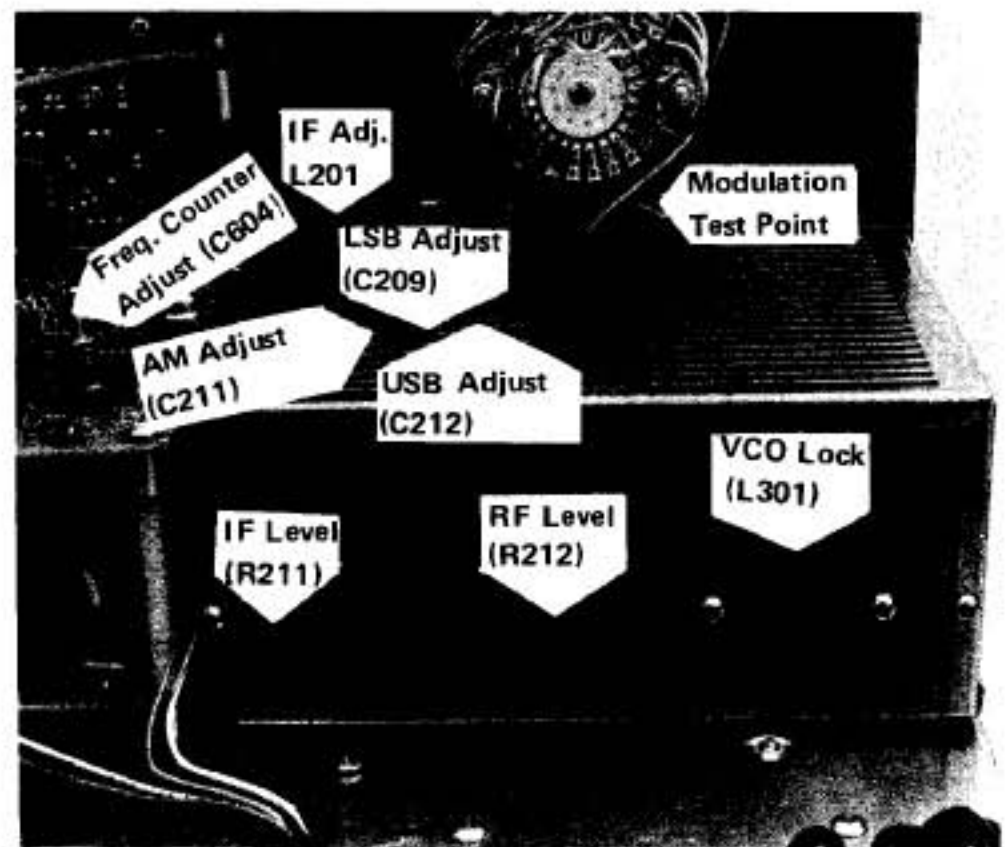 IF Adj.
L201
Freq. Counter
Adjust (C604)
LSB Adjust
(C209)
Modulation
Test Point
AM Adjust
(C211)
USB Adjust
(C212)
VCO Lock
(L301)
IF Level
(R211)
RF Level
(R212)